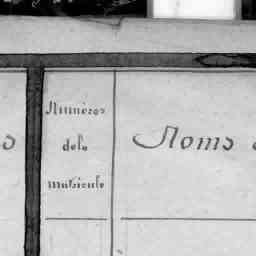 Numéros
Noms
de la
matricule